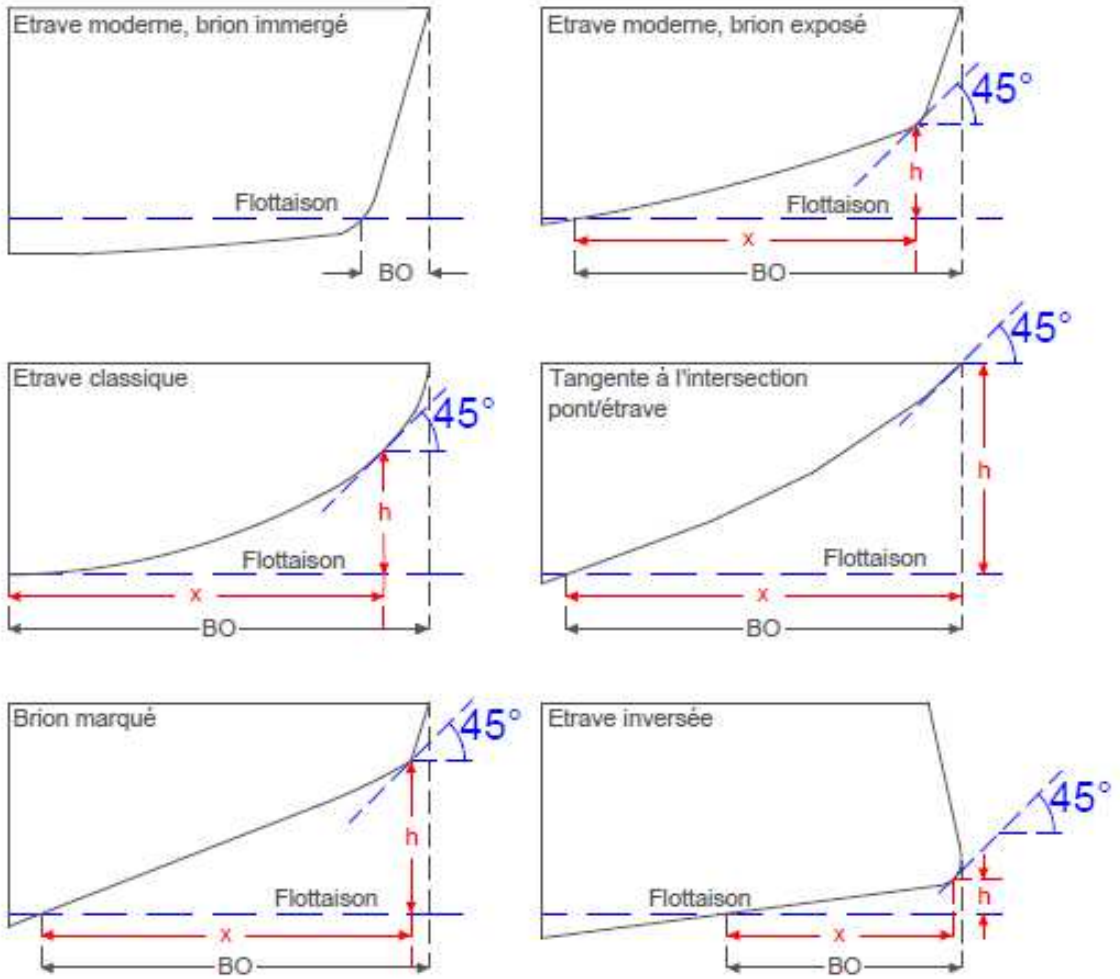 Etrave moderne, brion immergé
Flottaison
BO
Etrave moderne, brion exposé
45°
h
Flottaison
x
BO
Etrave classique
45°
h
Flottaison
x
BO
Tangente à l'intersection
pont/étrave
45°
h
Flottaison
x
BO
Brion marqué
45°
h
Flottaison
x
BO
Etrave inversée
45°
Flottaison
h
x
BO